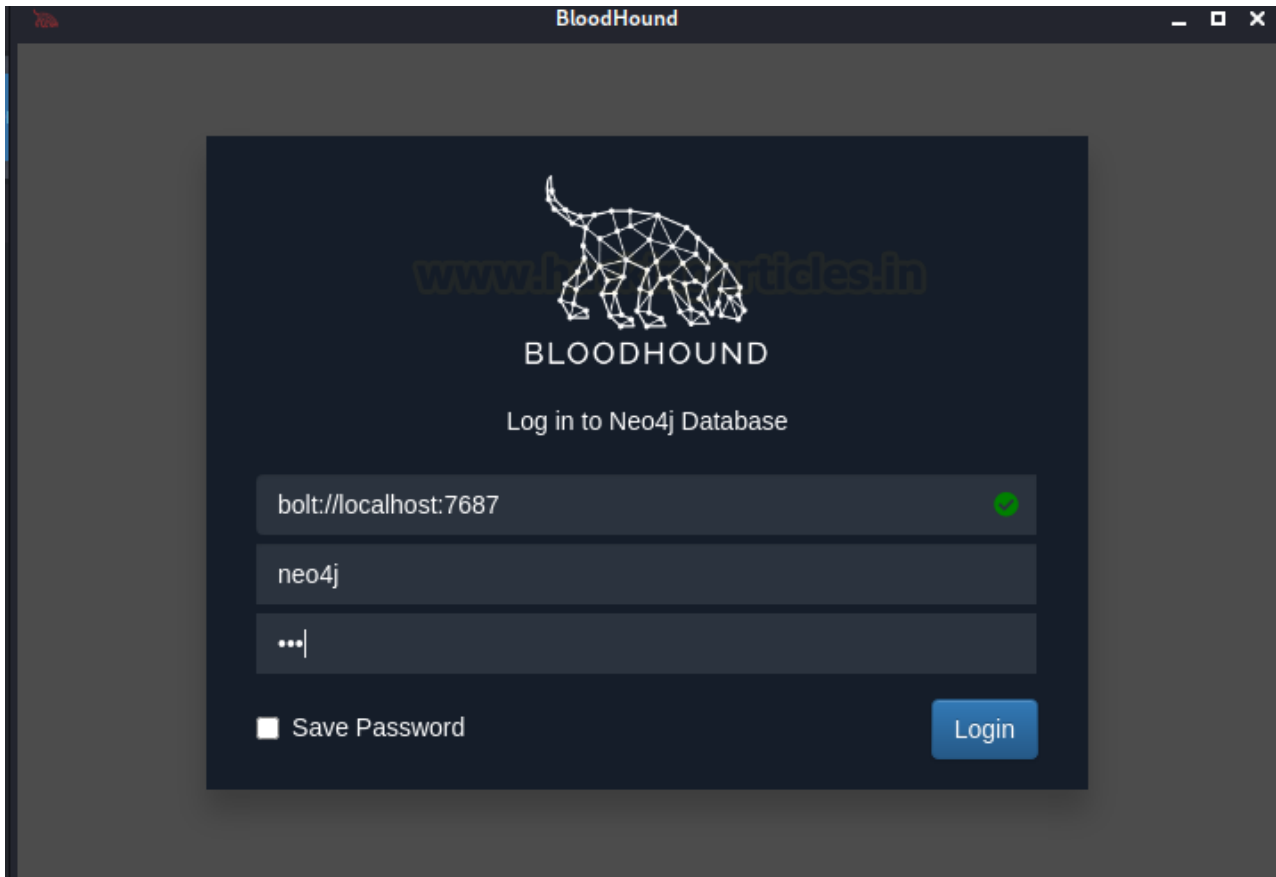 BloodHound
BLOODHOUND
Log in to Neo4j Database
bolt://localhost:7687
neo4j
•••
Save Password
Login